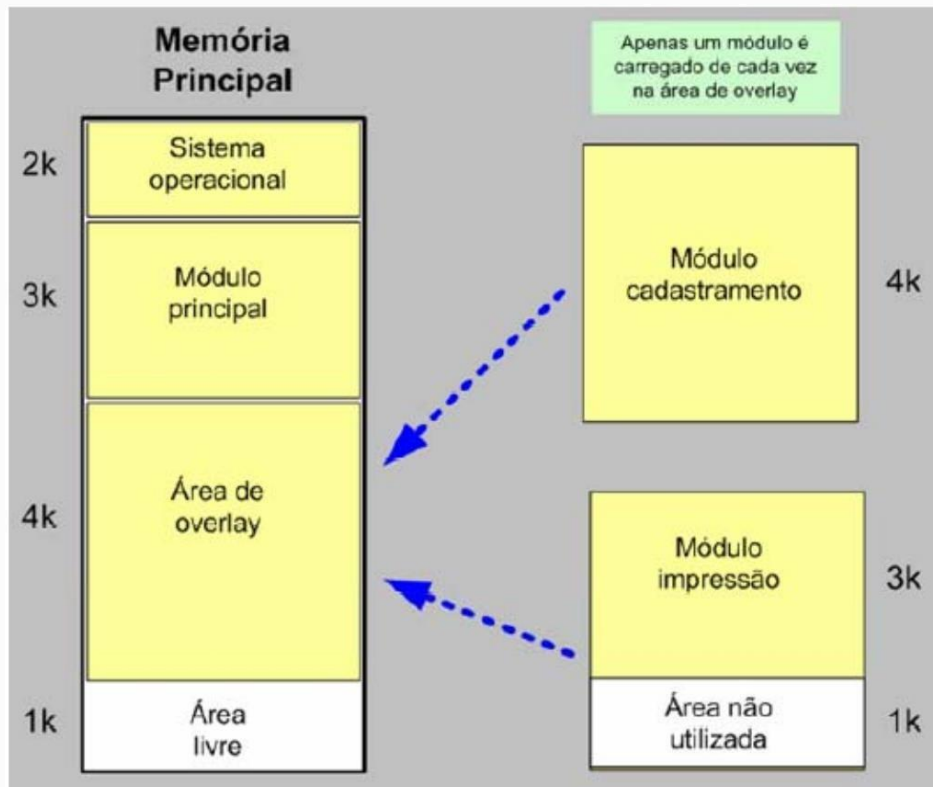 Memória
Principal
Apenas um módulo é
carregado de cada vez
na área de overlay
2k
Sistema
operacional
3k
Módulo
principal
4k
Área de
overlay
1k
Área
livre
Módulo
cadastramento
4k
Módulo
impressão
3k
Área não
utilizada
1k